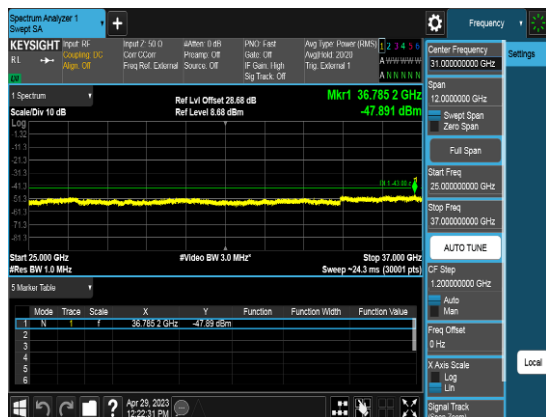 Spectrum Analyzer 1
Swept SA
Frequency
KEYSIGHT
Input: RF
Input Z: 50 Ω
#Atten: 0 dB
PNO: Fast
Avg Type: Power (RMS)
1 2 3 4 5 6
RL
Coupling: DC
Corr CCorr
Preamp: Off
Gate: Off
Avg|Hold: 20/20
Align: Off
Freq Ref: External
Source: Off
IF Gain: High
Trig: External 1
Sig Track: Off
A N N N N N
LV
1 Spectrum
Ref Lvl Offset 28.68 dB
Mkr1 36.785 2 GHz
Scale/Div 10 dB
Ref Level 8.68 dBm
-47.891 dBm
Log
1.32
-11.3
-21.3
-31.3
-41.3
-51.3
-61.3
-71.3
-81.3
Start 25.000 GHz
#Video BW 3.0 MHz*
Stop 37.000 GHz
#Res BW 1.0 MHz
Sweep ~24.3 ms (30001 pts)
5 Marker Table
Mode Trace Scale X Y Function Function Width Function Value
1 N 1 f 36.785 2 GHz -47.89 dBm
2
3
4
5
6
Apr 29, 2023
12:22:31 PM
Center Frequency
31.000000000 GHz
Settings
Span
12.0000000 GHz
Swept Span
Zero Span
Full Span
Start Freq
25.000000000 GHz
Stop Freq
37.000000000 GHz
AUTO TUNE
CF Step
1.200000000 GHz
Auto
Man
Freq Offset
0 Hz
X Axis Scale
Log
Lin
Local
Signal Track
(Span Zoom)